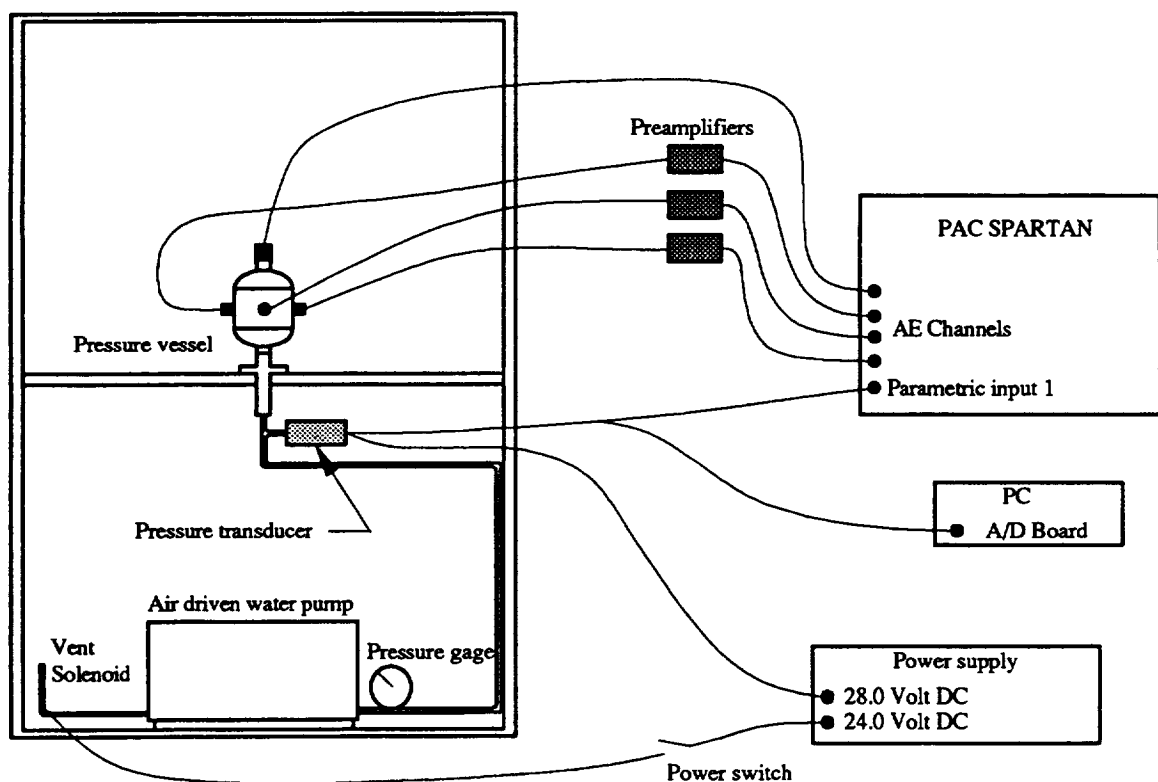 Preamplifiers
PAC SPARTAN
AE Channels
Parametric input 1
Pressure vessel
Pressure transducer
PC
A/D Board
Air driven water pump
Vent
Solenoid
Pressure gage
Power supply
28.0 Volt DC
24.0 Volt DC
Power switch